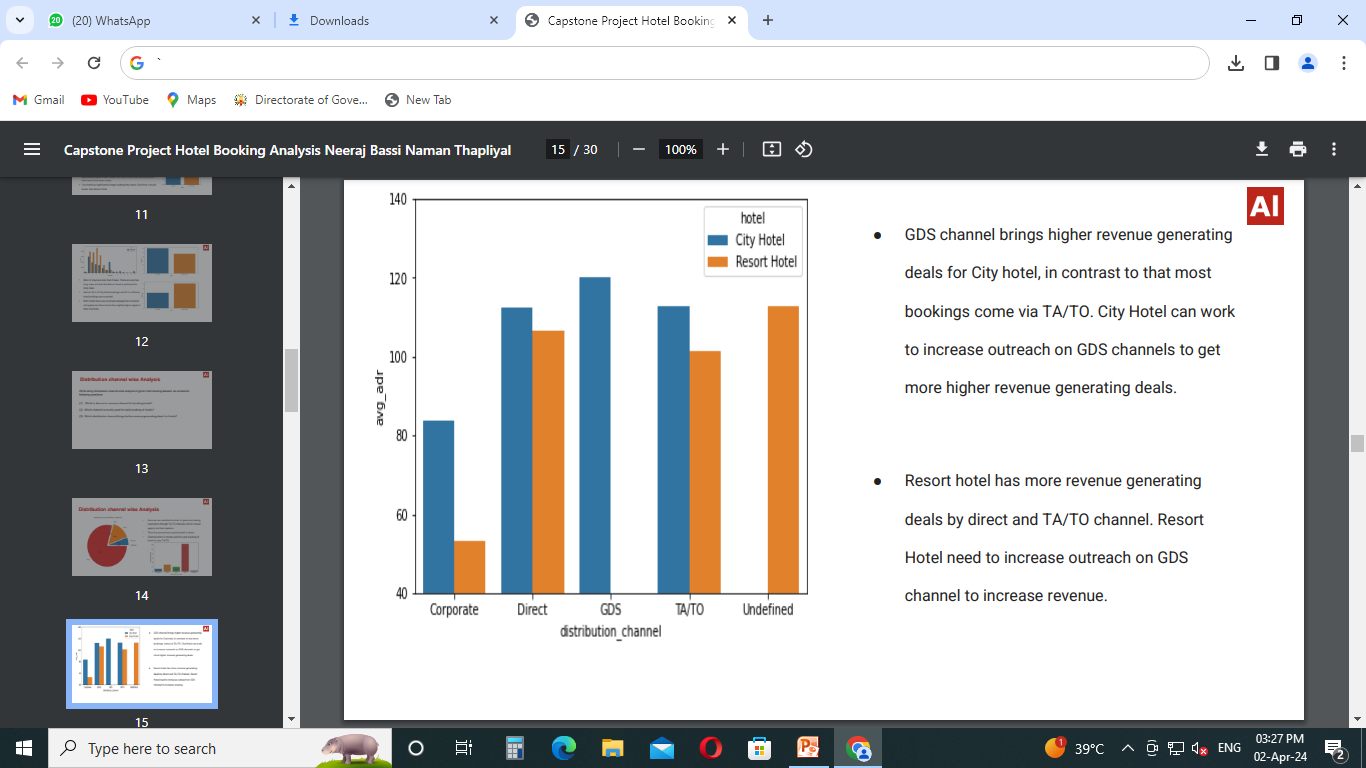 20
(20) WhatsApp
Downloads
Capstone Project Hotel Booking
`
Gmail
YouTube
Maps
Directorate of Gove...
New Tab
Capstone Project Hotel Booking Analysis Neeraj Bassi Naman Thapliyal
15 / 30
100%
11
12
Distribution channel wise Analysis
13
Distribution channel wise Analysis
14
15
AI
140
120
100
80
60
40
avg_adr
hotel
City Hotel
Resort Hotel
Corporate
Direct
GDS
TA/TO
Undefined
distribution_channel
● GDS channel brings higher revenue generating
deals for City hotel, in contrast to that most
bookings come via TA/TO. City Hotel can work
to increase outreach on GDS channels to get
more higher revenue generating deals.
● Resort hotel has more revenue generating
deals by direct and TA/TO channel. Resort
Hotel need to increase outreach on GDS
channel to increase revenue.
Type here to search
1
39°C
ENG
03:27 PM
02-Apr-24
2